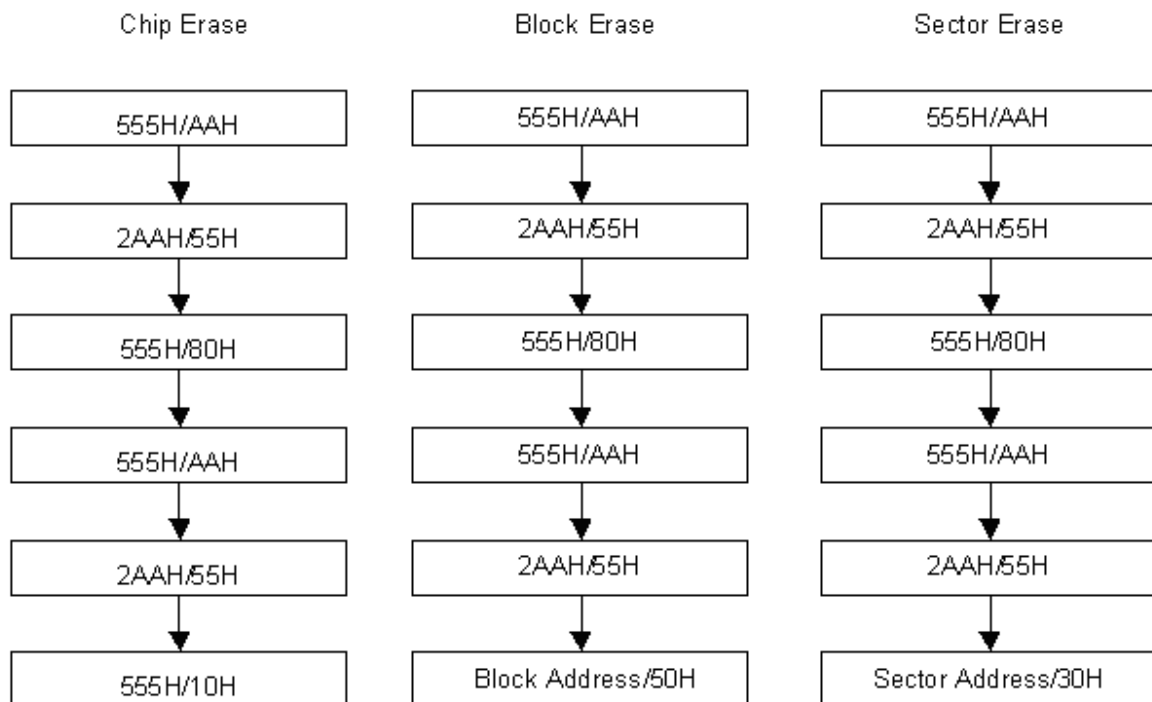 Chip Erase
555H/AAH
2AAH/55H
555H/80H
555H/AAH
2AAH/55H
555H/10H
Block Erase
555H/AAH
2AAH/55H
555H/80H
555H/AAH
2AAH/55H
Block Address/50H
Sector Erase
555H/AAH
2AAH/55H
555H/80H
555H/AAH
2AAH/55H
Sector Address/30H